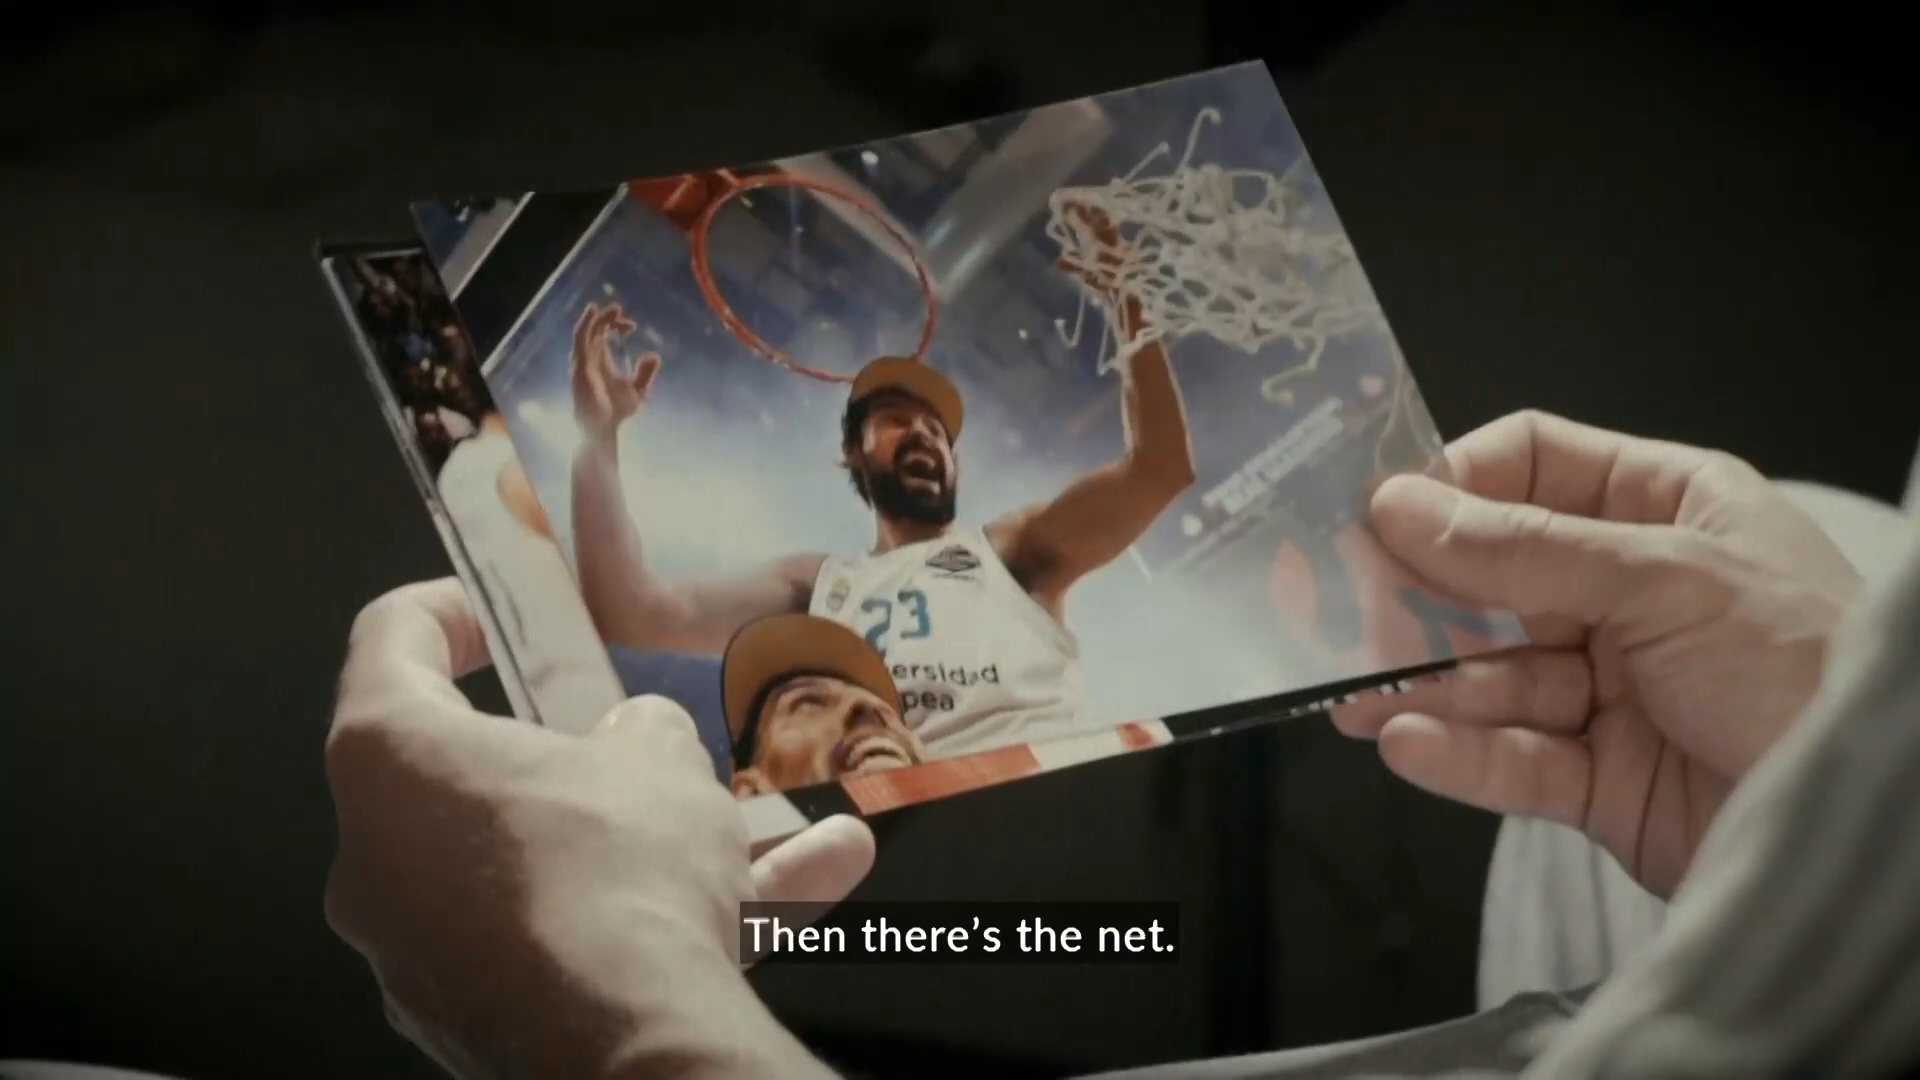 23
ersidad
pea
Then there's the net.